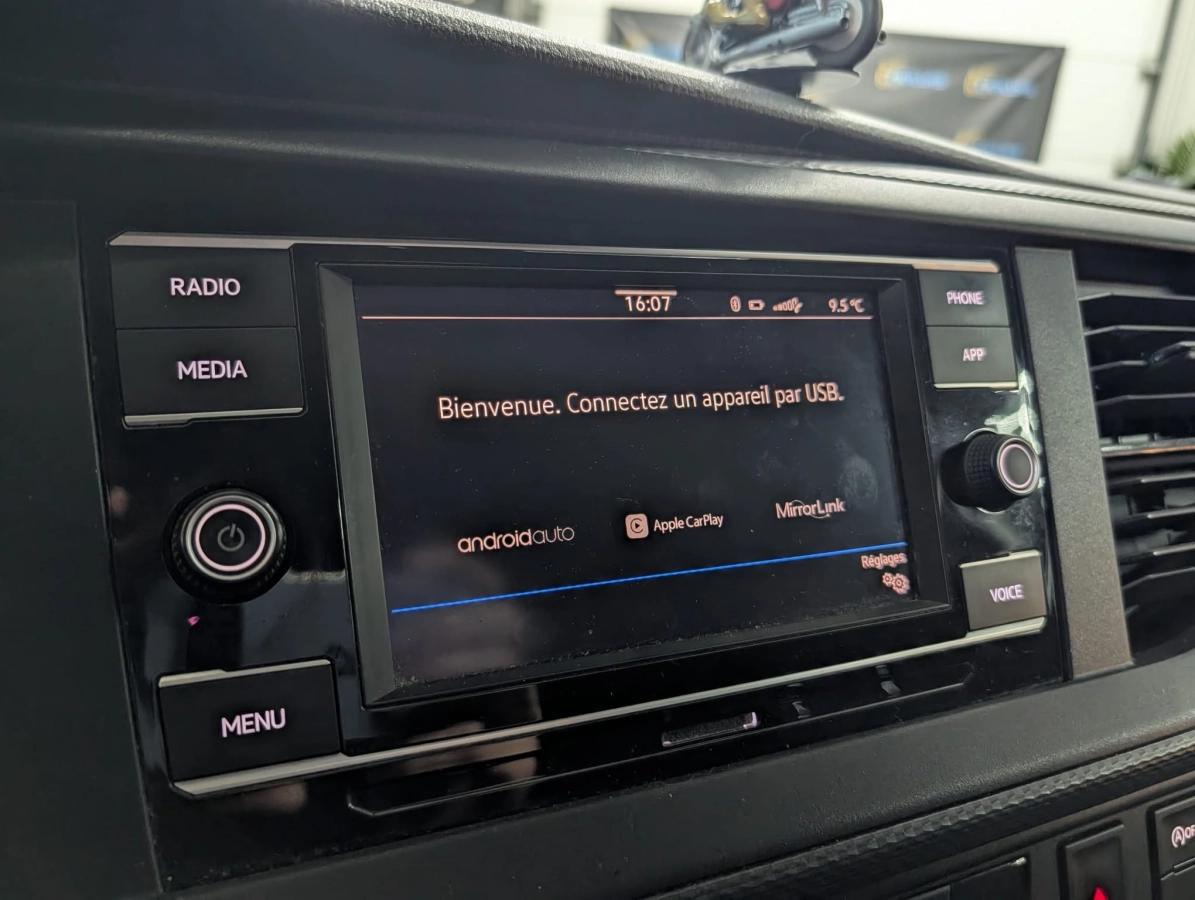 RADIO
MEDIA
MENU
16:07
9.5°C
Bienvenue. Connectez un appareil par USB.
androidauto
Apple CarPlay
MirrorLink
Réglages
PHONE
APP
VOICE